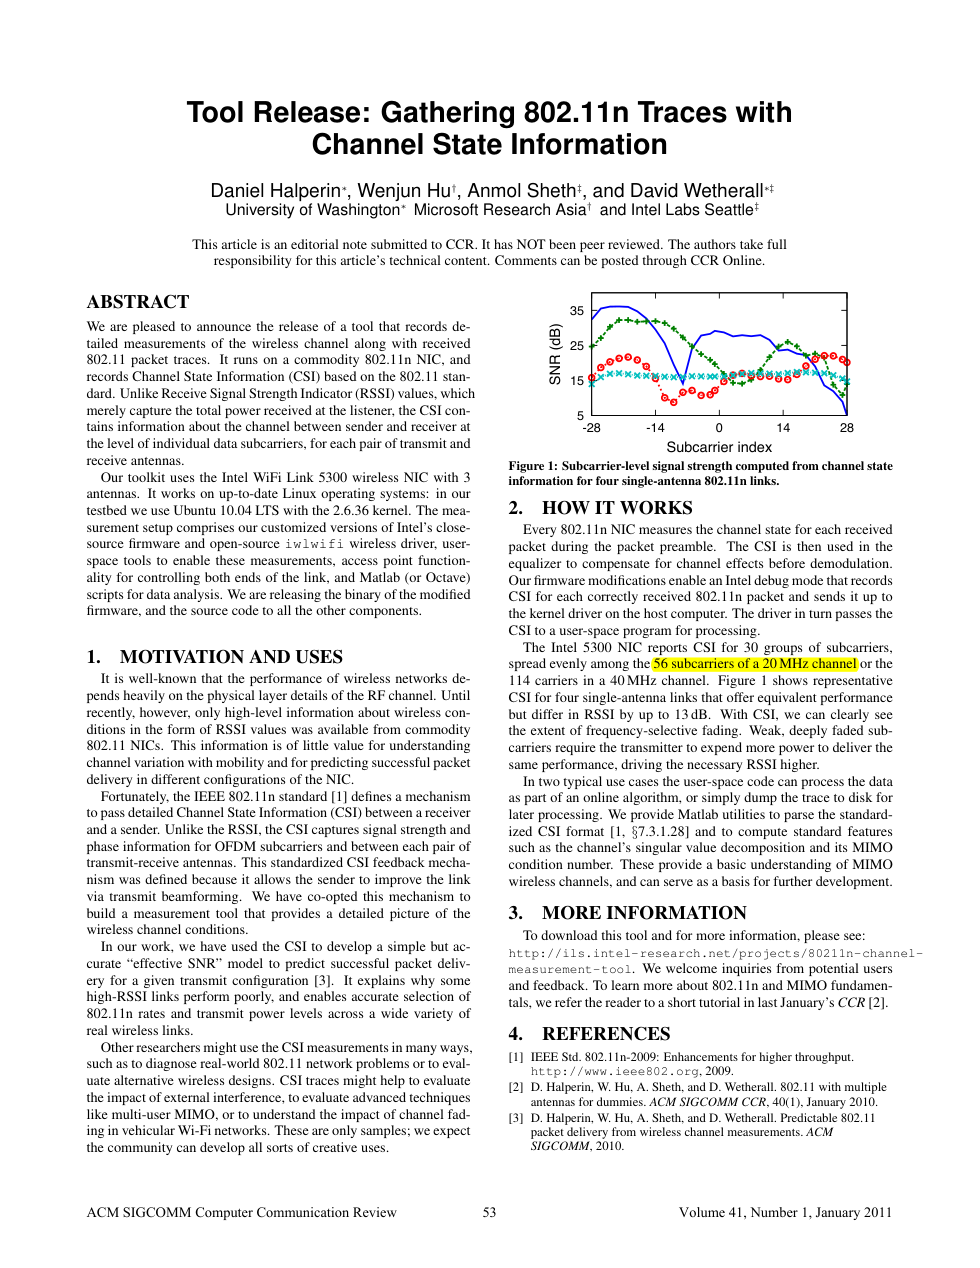 Tool Release: Gathering 802.11n Traces with
Channel State Information
Daniel Halperin*, Wenjun Hu†, Anmol Sheth‡, and David Wetherall*‡
University of Washington* Microsoft Research Asia† and Intel Labs Seattle‡
This article is an editorial note submitted to CCR. It has NOT been peer reviewed. The authors take full
responsibility for this article's technical content. Comments can be posted through CCR Online.
ABSTRACT
We are pleased to announce the release of a tool that records de-
tailed measurements of the wireless channel along with received
802.11 packet traces. It runs on a commodity 802.11n NIC, and
records Channel State Information (CSI) based on the 802.11 stan-
dard. Unlike Receive Signal Strength Indicator (RSSI) values, which
merely capture the total power received at the listener, the CSI con-
tains information about the channel between sender and receiver at
the level of individual data subcarriers, for each pair of transmit and
receive antennas.
Our toolkit uses the Intel WiFi Link 5300 wireless NIC with 3
antennas. It works on up-to-date Linux operating systems: in our
testbed we use Ubuntu 10.04 LTS with the 2.6.36 kernel. The mea-
surement setup comprises our customized versions of Intel's close-
source firmware and open-source iwlwifi wireless driver, user-
space tools to enable these measurements, access point function-
ality for controlling both ends of the link, and Matlab (or Octave)
scripts for data analysis. We are releasing the binary of the modified
firmware, and the source code to all the other components.
1. MOTIVATION AND USES
It is well-known that the performance of wireless networks de-
pends heavily on the physical layer details of the RF channel. Until
recently, however, only high-level information about wireless con-
ditions in the form of RSSI values was available from commodity
802.11 NICs. This information is of little value for understanding
channel variation with mobility and for predicting successful packet
delivery in different configurations of the NIC.
Fortunately, the IEEE 802.11n standard [1] defines a mechanism
to pass detailed Channel State Information (CSI) between a receiver
and a sender. Unlike the RSSI, the CSI captures signal strength and
phase information for OFDM subcarriers and between each pair of
transmit-receive antennas. This standardized CSI feedback mecha-
nism was defined because it allows the sender to improve the link
via transmit beamforming. We have co-opted this mechanism to
build a measurement tool that provides a detailed picture of the
wireless channel conditions.
In our work, we have used the CSI to develop a simple but ac-
curate “effective SNR” model to predict successful packet deliv-
ery for a given transmit configuration [3]. It explains why some
high-RSSI links perform poorly, and enables accurate selection of
802.11n rates and transmit power levels across a wide variety of
real wireless links.
Other researchers might use the CSI measurements in many ways,
such as to diagnose real-world 802.11 network problems or to eval-
uate alternative wireless designs. CSI traces might help to evaluate
the impact of external interference, to evaluate advanced techniques
like multi-user MIMO, or to understand the impact of channel fad-
ing in vehicular Wi-Fi networks. These are only samples; we expect
the community can develop all sorts of creative uses.
35
25
15
5
SNR (dB)
-28 -14 0 14 28
Subcarrier index
Figure 1: Subcarrier-level signal strength computed from channel state
information for four single-antenna 802.11n links.
2. HOW IT WORKS
Every 802.11n NIC measures the channel state for each received
packet during the packet preamble. The CSI is then used in the
equalizer to compensate for channel effects before demodulation.
Our firmware modifications enable an Intel debug mode that records
CSI for each correctly received 802.11n packet and sends it up to
the kernel driver on the host computer. The driver in turn passes the
CSI to a user-space program for processing.
The Intel 5300 NIC reports CSI for 30 groups of subcarriers,
spread evenly among the 56 subcarriers of a 20 MHz channel or the
114 carriers in a 40 MHz channel. Figure 1 shows representative
CSI for four single-antenna links that offer equivalent performance
but differ in RSSI by up to 13 dB. With CSI, we can clearly see
the extent of frequency-selective fading. Weak, deeply faded sub-
carriers require the transmitter to expend more power to deliver the
same performance, driving the necessary RSSI higher.
In two typical use cases the user-space code can process the data
as part of an online algorithm, or simply dump the trace to disk for
later processing. We provide Matlab utilities to parse the standard-
ized CSI format [1, §7.3.1.28] and to compute standard features
such as the channel's singular value decomposition and its MIMO
condition number. These provide a basic understanding of MIMO
wireless channels, and can serve as a basis for further development.
3. MORE INFORMATION
To download this tool and for more information, please see:
http://ils.intel-research.net/projects/80211n-channel-
measurement-tool. We welcome inquiries from potential users
and feedback. To learn more about 802.11n and MIMO fundamen-
tals, we refer the reader to a short tutorial in last January's CCR [2].
4. REFERENCES
[1] IEEE Std. 802.11n-2009: Enhancements for higher throughput.
http://www.ieee802.org, 2009.
[2] D. Halperin, W. Hu, A. Sheth, and D. Wetherall. 802.11 with multiple
antennas for dummies. ACM SIGCOMM CCR, 40(1), January 2010.
[3] D. Halperin, W. Hu, A. Sheth, and D. Wetherall. Predictable 802.11
packet delivery from wireless channel measurements. ACM
SIGCOMM, 2010.
ACM SIGCOMM Computer Communication Review 53 Volume 41, Number 1, January 2011